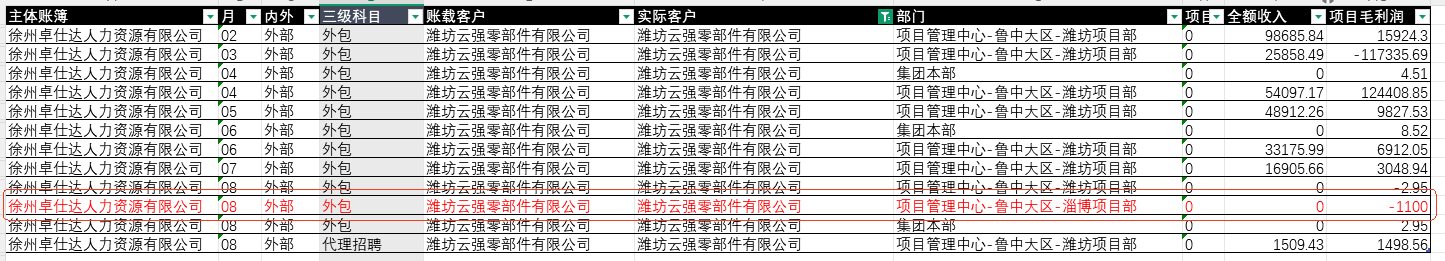 主体账簿 月 内外 三级科目 账载客户 实际客户 部门 项目 全额收入 项目毛利润
徐州卓仕达人力资源有限公司 02 外部 外包 潍坊云强零部件有限公司 潍坊云强零部件有限公司 项目管理中心-鲁中大区-潍坊项目部 0 98685.84 15924.3
徐州卓仕达人力资源有限公司 03 外部 外包 潍坊云强零部件有限公司 潍坊云强零部件有限公司 项目管理中心-鲁中大区-潍坊项目部 0 25858.49 -117335.69
徐州卓仕达人力资源有限公司 04 外部 外包 潍坊云强零部件有限公司 潍坊云强零部件有限公司 集团本部 0 0 4.51
徐州卓仕达人力资源有限公司 04 外部 外包 潍坊云强零部件有限公司 潍坊云强零部件有限公司 项目管理中心-鲁中大区-潍坊项目部 0 54097.17 124408.85
徐州卓仕达人力资源有限公司 05 外部 外包 潍坊云强零部件有限公司 潍坊云强零部件有限公司 项目管理中心-鲁中大区-潍坊项目部 0 48912.26 9827.53
徐州卓仕达人力资源有限公司 06 外部 外包 潍坊云强零部件有限公司 潍坊云强零部件有限公司 集团本部 0 0 8.52
徐州卓仕达人力资源有限公司 06 外部 外包 潍坊云强零部件有限公司 潍坊云强零部件有限公司 项目管理中心-鲁中大区-潍坊项目部 0 33175.99 6912.05
徐州卓仕达人力资源有限公司 07 外部 外包 潍坊云强零部件有限公司 潍坊云强零部件有限公司 项目管理中心-鲁中大区-潍坊项目部 0 16905.66 3048.94
徐州卓仕达人力资源有限公司 08 外部 外包 潍坊云强零部件有限公司 潍坊云强零部件有限公司 项目管理中心-鲁中大区-潍坊项目部 0 0 -2.95
徐州卓仕达人力资源有限公司 08 外部 外包 潍坊云强零部件有限公司 潍坊云强零部件有限公司 项目管理中心-鲁中大区-淄博项目部 0 0 -1100
徐州卓仕达人力资源有限公司 08 外部 外包 潍坊云强零部件有限公司 潍坊云强零部件有限公司 集团本部 0 0 2.95
徐州卓仕达人力资源有限公司 08 外部 代理招聘 潍坊云强零部件有限公司 潍坊云强零部件有限公司 项目管理中心-鲁中大区-潍坊项目部 0 1509.43 1498.56